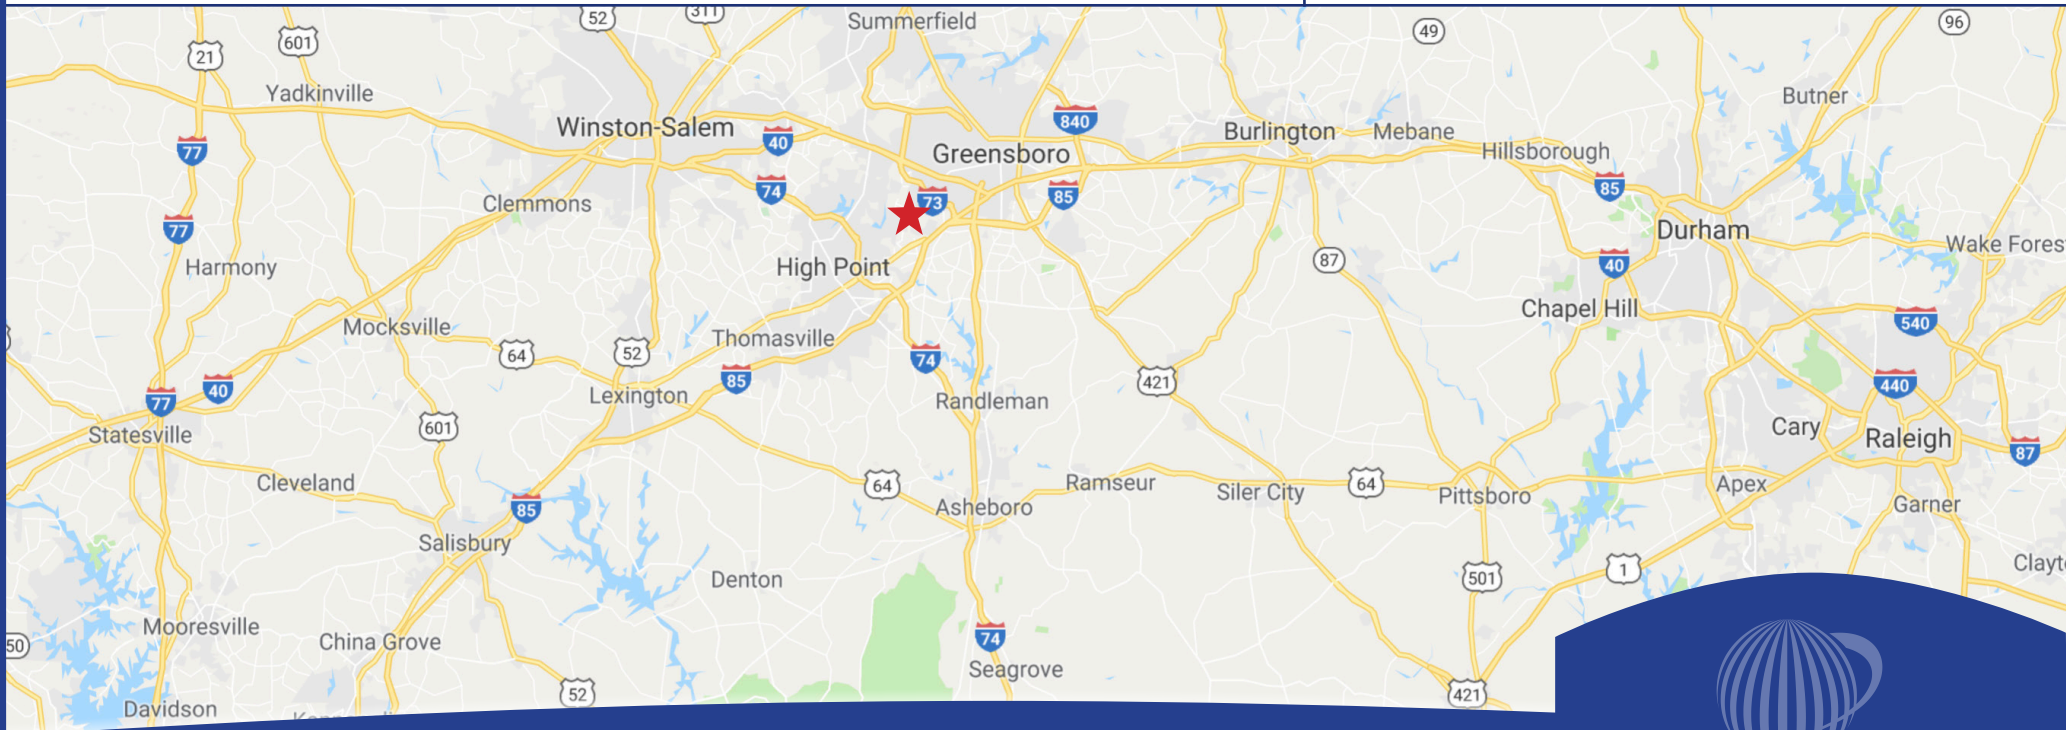 52
311
Summerfield
49
96
21
601
Yadkinville
Butner
Winston-Salem
40
840
Burlington
Mebane
Greensboro
Hillsborough
77
74
73
85
85
Clemmons
77
Durham
Wake Fores
Harmony
High Point
87
40
Chapel Hill
Mocksville
Thomasville
540
64
52
74
421
77
40
Lexington
85
Randleman
440
Statesville
601
Cary
Raleigh
87
Cleveland
64
Ramseur
Siler City
64
Pittsboro
Apex
85
Asheboro
Garner
Salisbury
Denton
501
1
Clayt
Mooresville
50
China Grove
74
Seagrove
52
421
Davidson